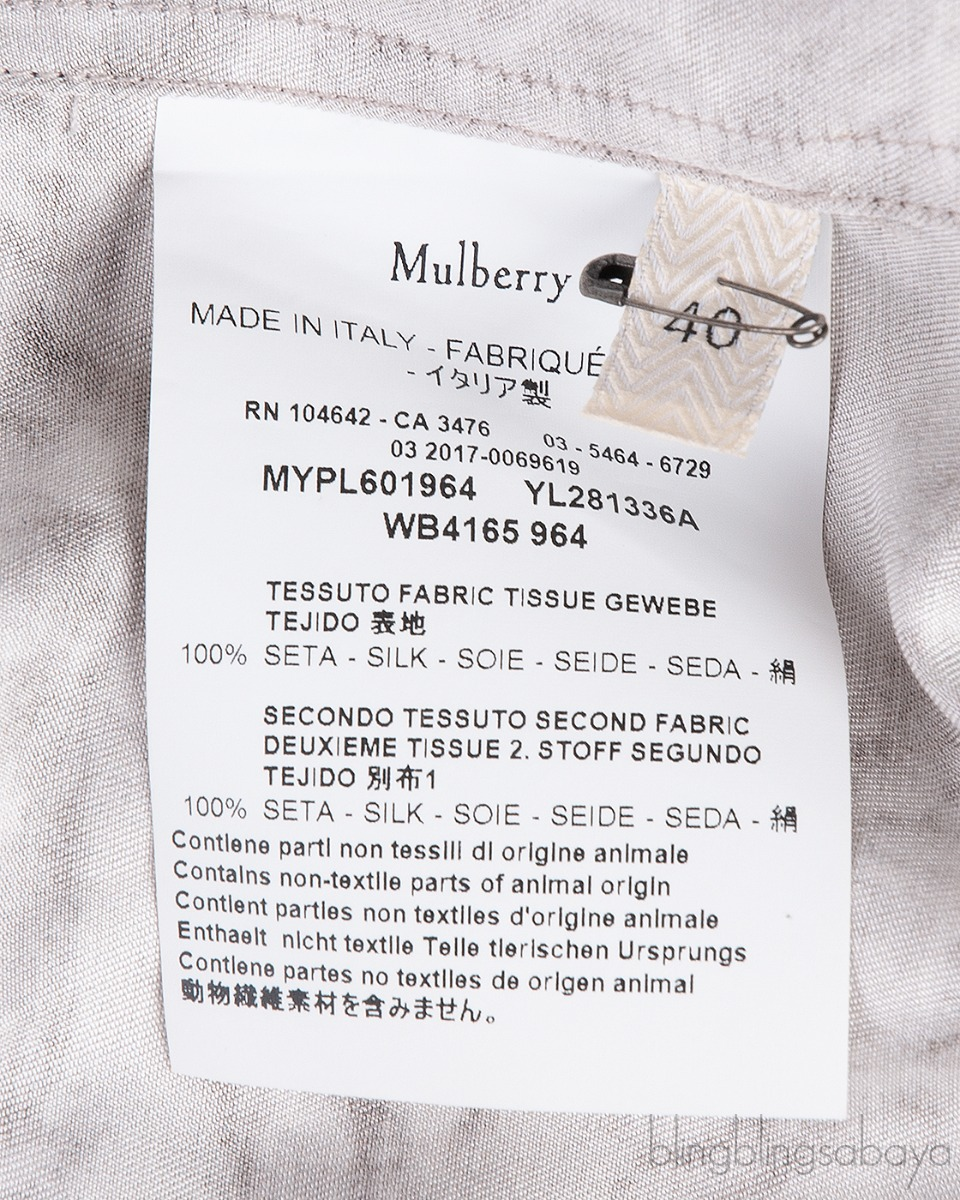 Mulberry
40
MADE IN ITALY - FABRIQUÉ
- イタリア製
RN 104642 - CA 3476 03 - 5464 - 6729
03 2017-0069619
MYPL601964 YL281336A
WB4165 964
TESSUTO FABRIC TISSUE GEWEBE
TEJIDO 表地
100% SETA - SILK - SOIE - SEIDE - SEDA - 絹
SECONDO TESSUTO SECOND FABRIC
DEUXIEME TISSUE 2. STOFF SEGUNDO
TEJIDO 別布1
100% SETA - SILK - SOIE - SEIDE - SEDA - 絹
Contiene parti non tessili di origine animale
Contains non-textile parts of animal origin
Contient parties non textiles d'origine animale
Enthaelt nicht textile Teile tierischen Ursprungs
Contiene partes no textiles de origen animal
動物繊維素材を含みません。
blingblingsabaya